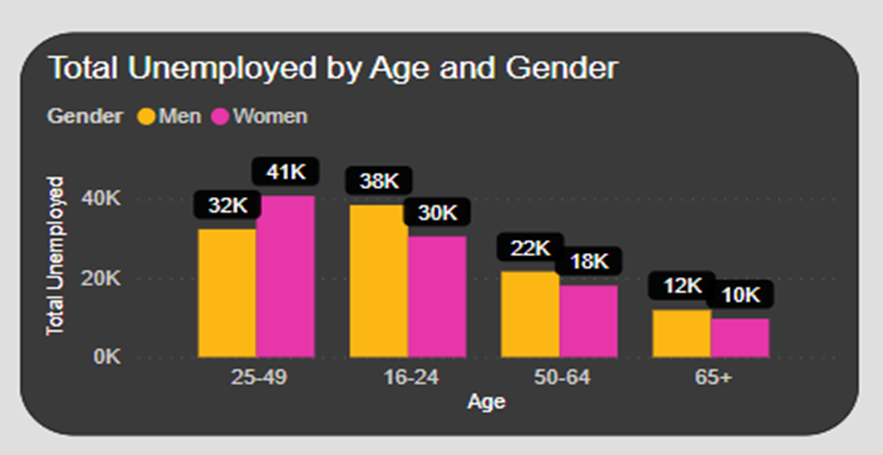 Total Unemployed by Age and Gender
Gender Men Women
Total Unemployed
40K
20K
0K
32K 41K
38K 30K
22K 18K
12K 10K
25-49 16-24 50-64 65+
Age